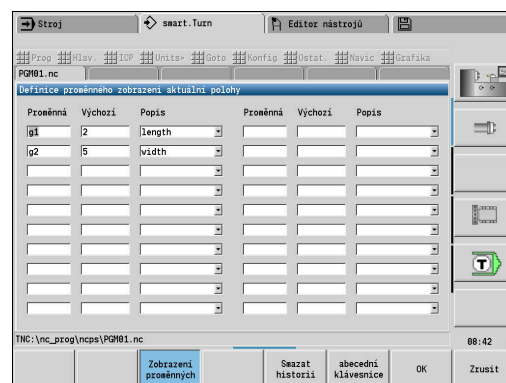 Stroj smart.Turn Editor nástrojů
Prog Hlav. ICP Units» Goto Konfig Ostat. Navíc Grafika
PGM01.nc
Definice proměnného zobrazení aktuální polohy
Proměnná Výchozí Popis Proměnná Výchozí Popis
g1 2 length
g2 5 width
T
TNC:\nc_prog\ncps\PGM01.nc
08:42
Zobrazení proměnných
Smazat historii
abecední klávesnice
OK
Zrusit